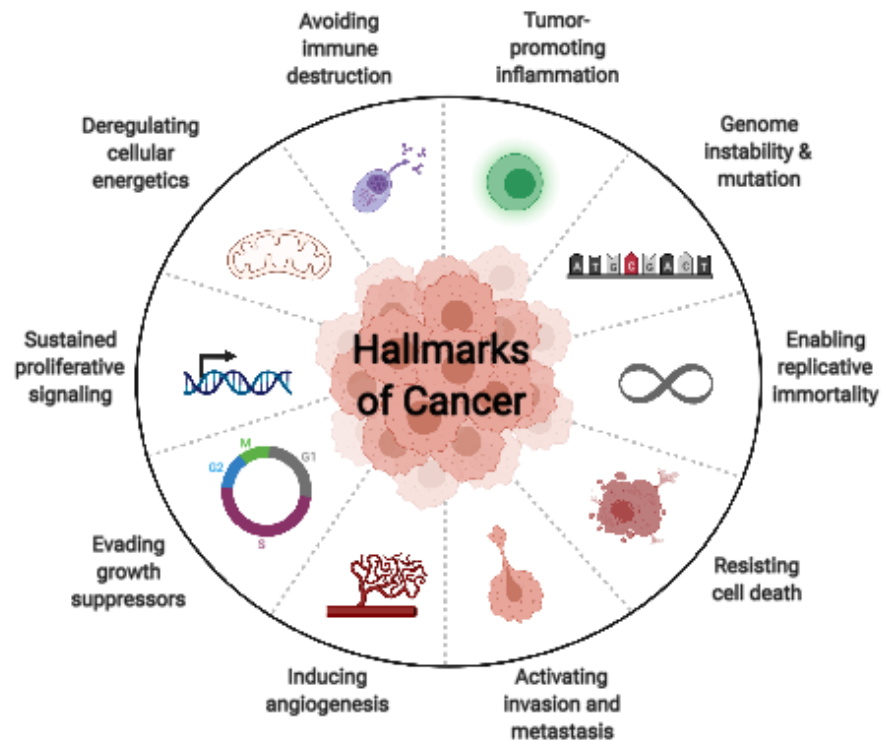 Avoiding
immune
destruction
Tumor-
promoting
inflammation
Genome
instability &
mutation
A T G C G A C T
Enabling
replicative
immortality
Resisting
cell death
Activating
invasion and
metastasis
Inducing
angiogenesis
Evading
growth
suppressors
M
G1
G2
S
Sustained
proliferative
signaling
Deregulating
cellular
energetics
Hallmarks
of Cancer